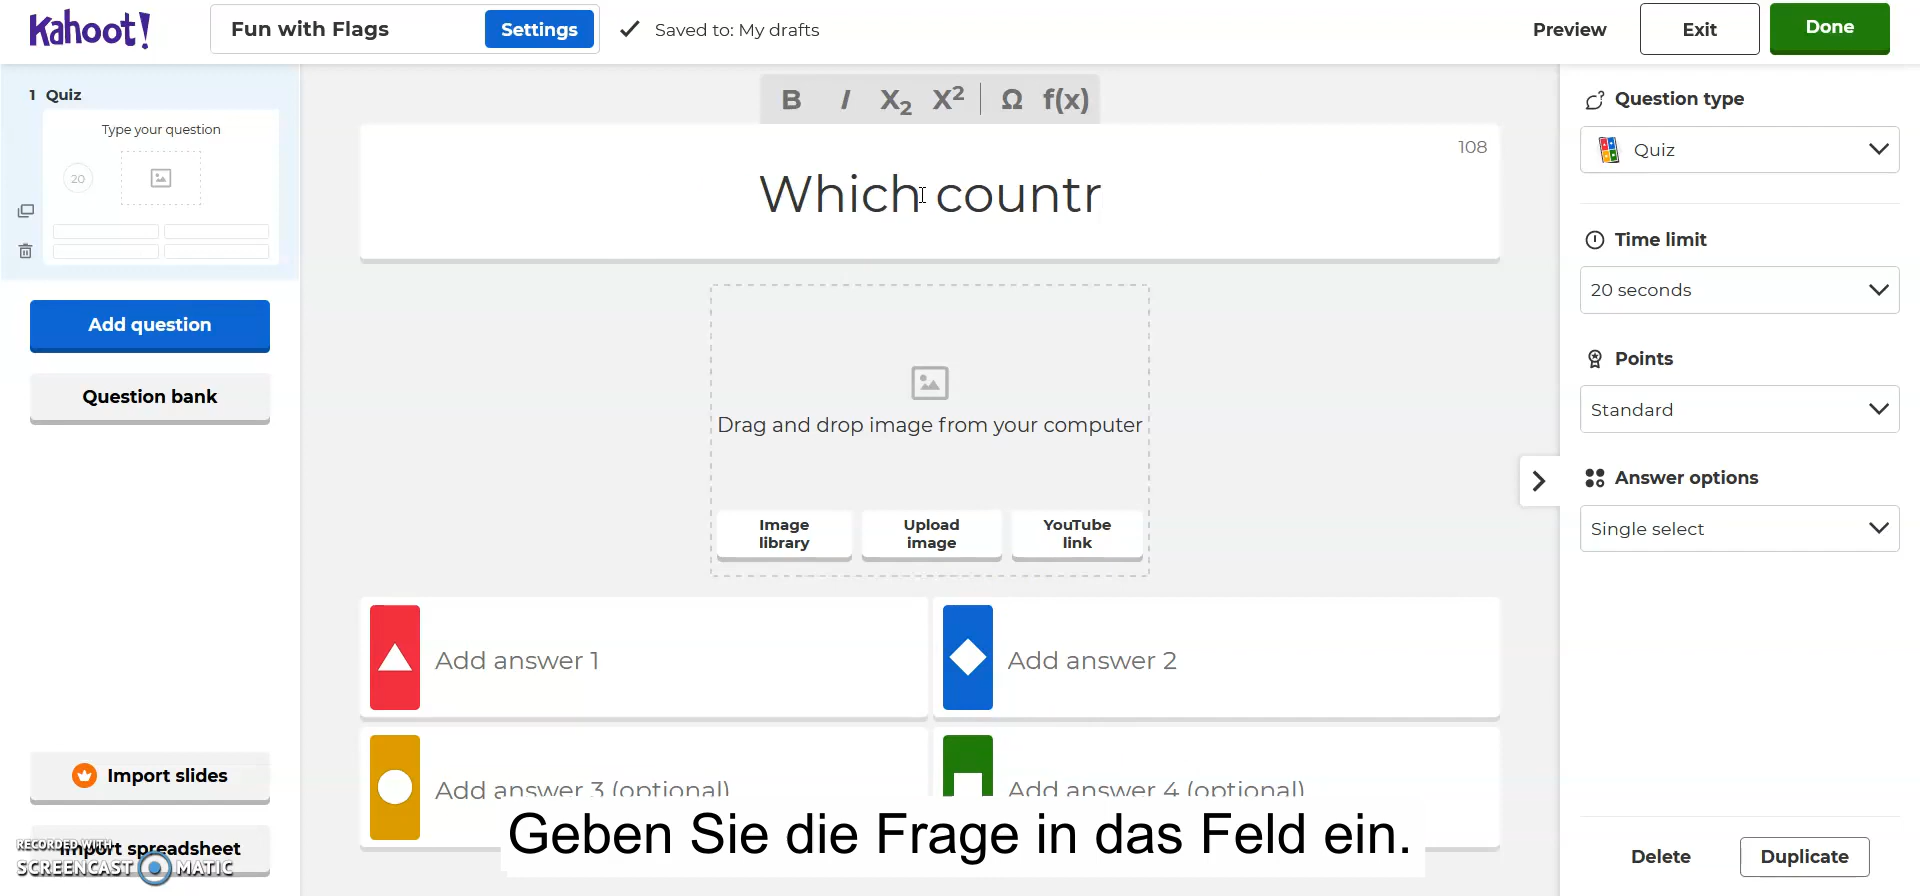 Kahoot!
Fun with Flags
Settings
Saved to: My drafts
Preview
Exit
Done
1 Quiz
Type your question
20
Add question
Question bank
Import slides
Import spreadsheet
RECORDED WITH
SCREENCAST MATIC
B I X2 X2 Ω f(x)
108
Which countr
Drag and drop image from your computer
Image
library
Upload
image
YouTube
link
Add answer 1
Add answer 2
Add answer 3 (optional)
Add answer 4 (optional)
Geben Sie die Frage in das Feld ein.
Question type
Quiz
Time limit
20 seconds
Points
Standard
Answer options
Single select
Delete
Duplicate